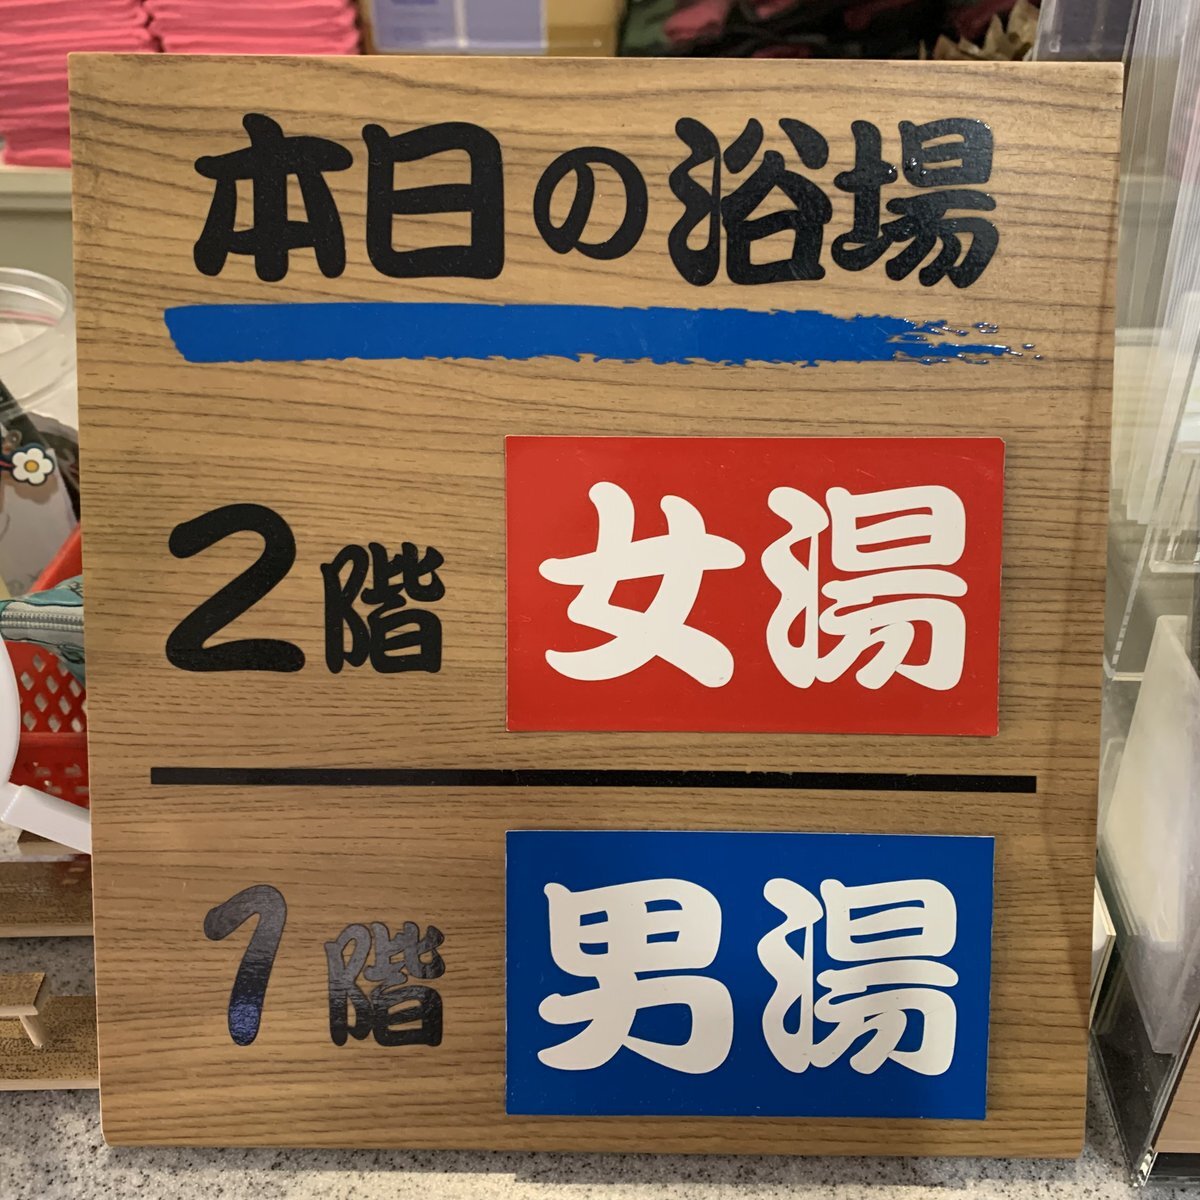 本日の浴場
2階 女湯
1階 男湯